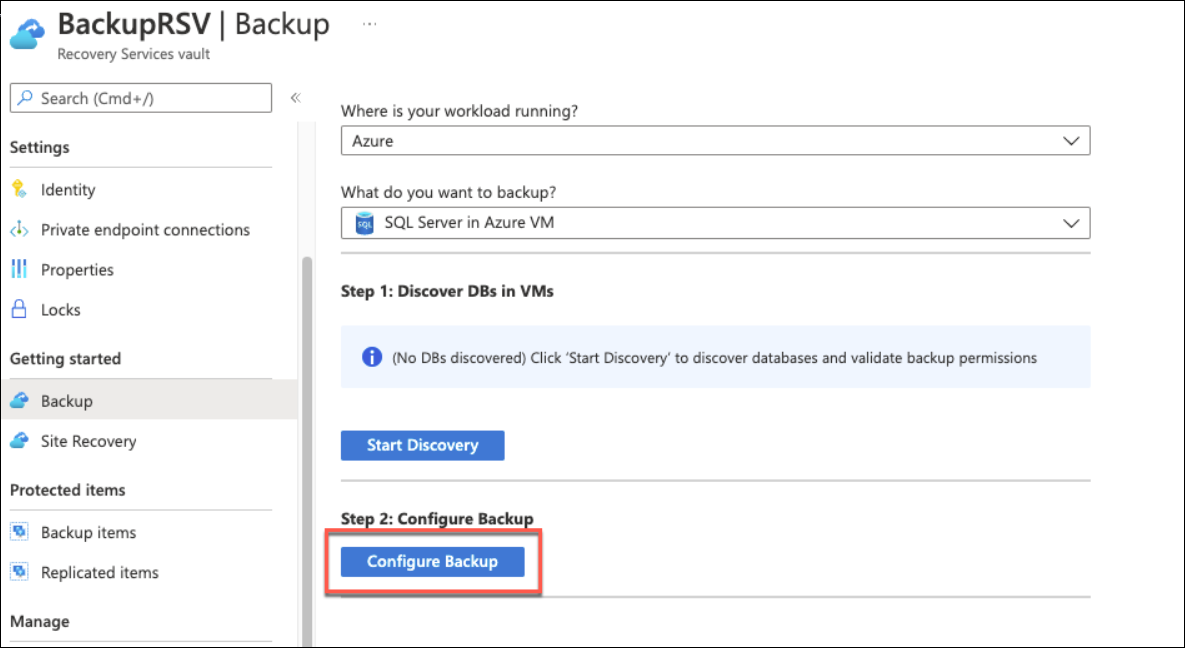 BackupRSV | Backup ...
Recovery Services vault
Search (Cmd+/)
«
Settings
Identity
Private endpoint connections
Properties
Locks
Getting started
Backup
Site Recovery
Protected items
Backup items
Replicated items
Manage
Where is your workload running?
Azure
What do you want to backup?
SQL SQL Server in Azure VM
Step 1: Discover DBs in VMs
(No DBs discovered) Click ‘Start Discovery’ to discover databases and validate backup permissions
Start Discovery
Step 2: Configure Backup
Configure Backup